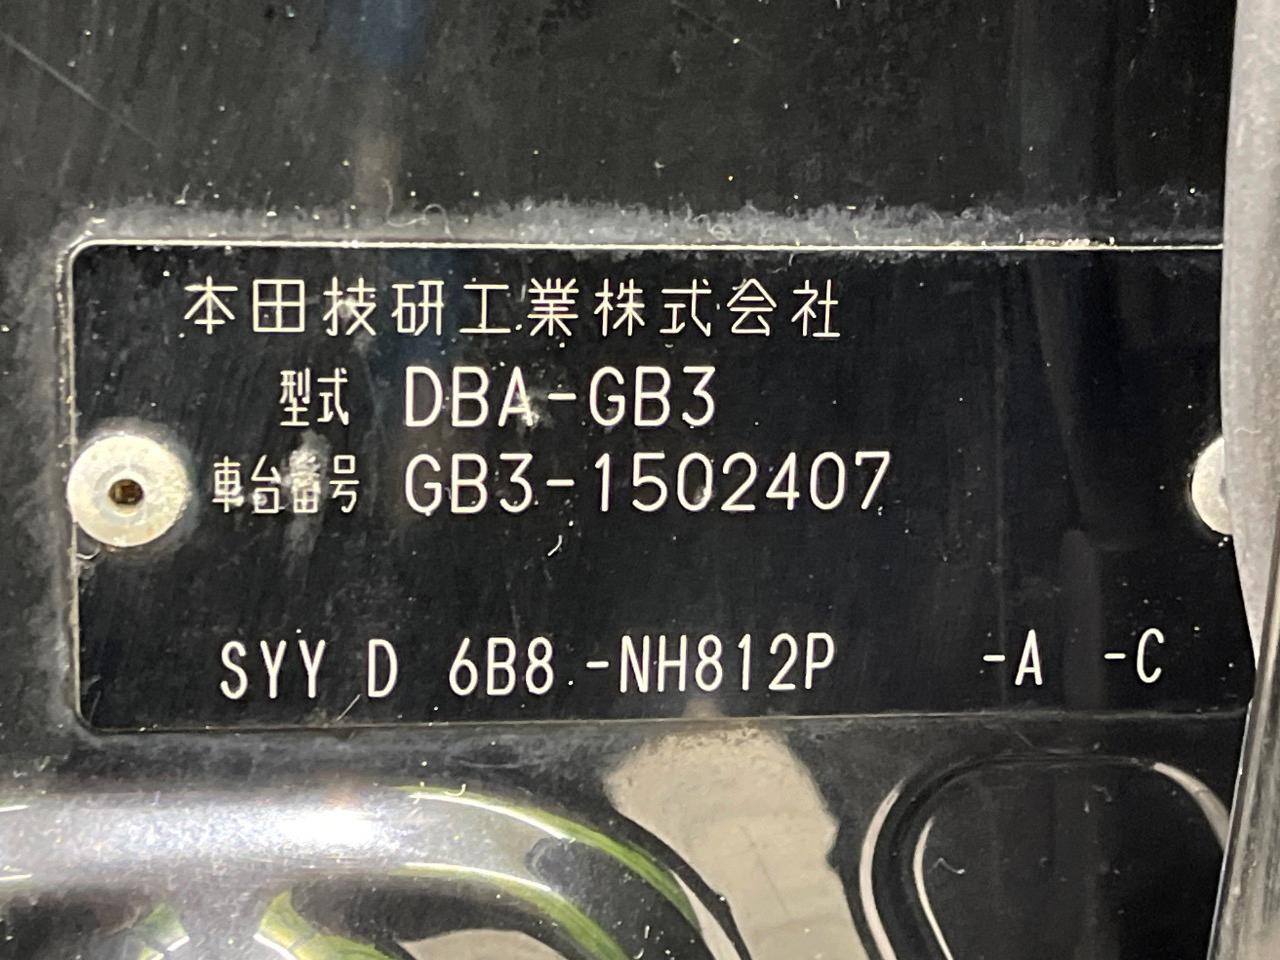 本田技研工業株式会社
型式 DBA-GB3
車台番号 GB3-1502407
SYY D 6B8 -NH812P -A -C